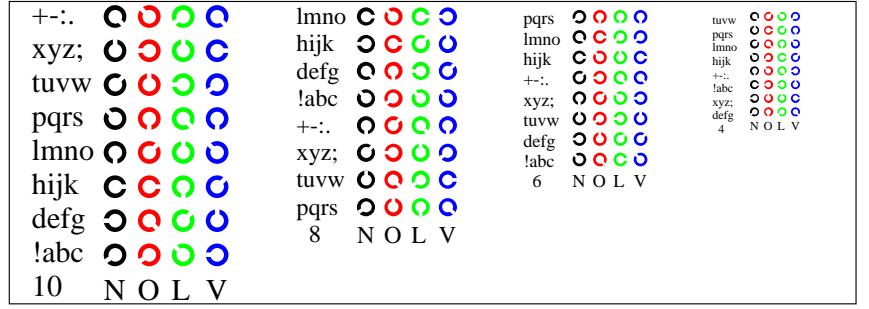 +-:.
xyz;
tuvw
pqrs
lmno
hijk
defg
!abc
10 N O L V
lmno
hijk
defg
!abc
+-:.
xyz;
tuvw
pqrs
8 N O L V
pqrs
lmno
hijk
+-:.
xyz;
tuvw
defg
!abc
6 N O L V
tuvw
pqrs
lmno
hijk
+-:.
!abc
xyz;
defg
4 N O L V